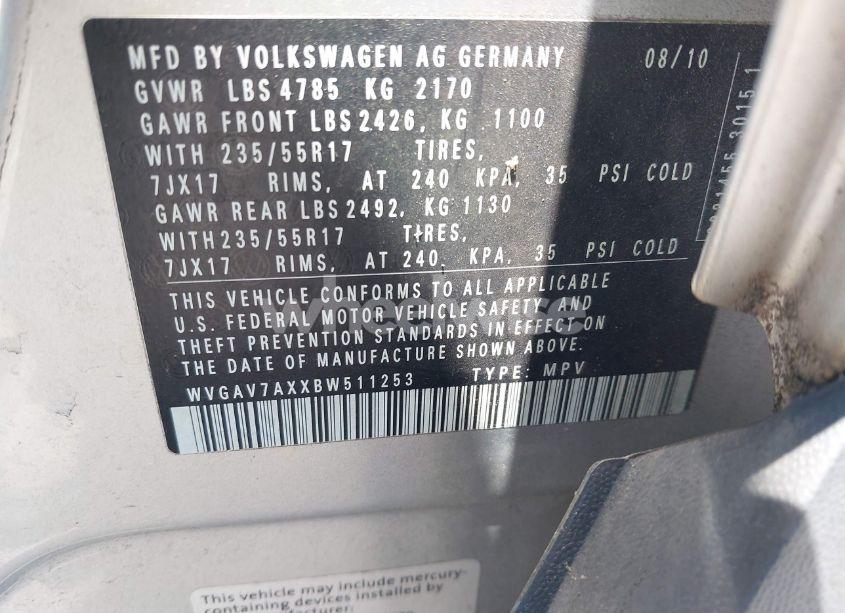 MFD BY VOLKSWAGEN AG GERMANY 08/10
GVWR LBS 4785 KG 2170
GAWR FRONT LBS 2426, KG 1100
WITH 235/55R17 TIRES,
7JX17 RIMS, AT 240 KPA, 35 PSI COLD
GAWR REAR LBS 2492, KG 1130
WITH 235/55R17 TIRES,
7JX17 RIMS, AT 240. KPA, 35 PSI COLD
THIS VEHICLE CONFORMS TO ALL APPLICABLE
U.S. FEDERAL MOTOR VEHICLE SAFETY, AND
THEFT PREVENTION STANDARDS IN EFFECT ON
THE DATE OF MANUFACTURE SHOWN ABOVE.
WVGAV7AXXBW511253 TYPE: MPV
This vehicle may include mercury-
containing devices installed by